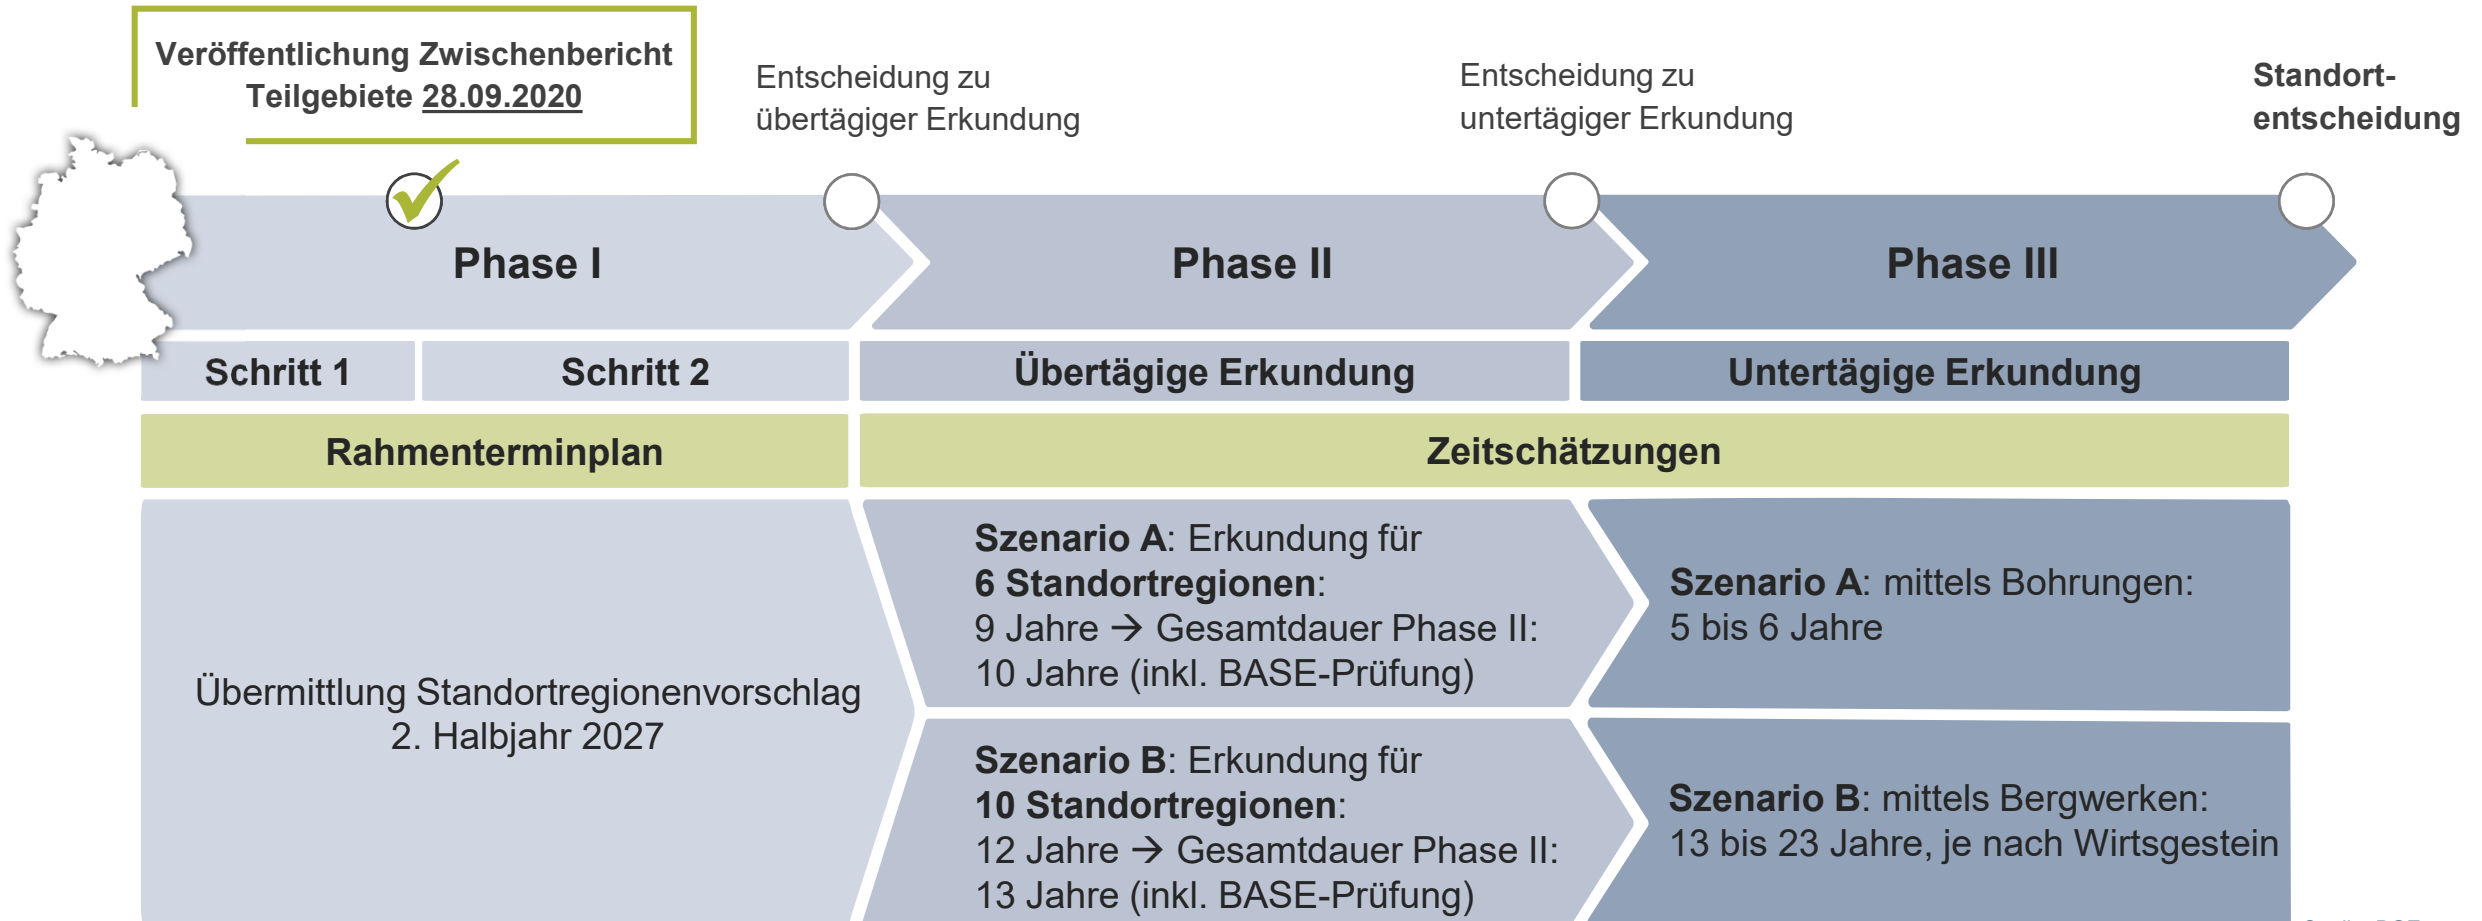 Veröffentlichung Zwischenbericht
Teilgebiete 28.09.2020
Entscheidung zu
übertägiger Erkundung
Entscheidung zu
untertägiger Erkundung
Standort-
entscheidung
Phase I
Phase II
Phase III
Schritt 1
Schritt 2
Übertägige Erkundung
Untertägige Erkundung
Rahmenterminplan
Zeitschätzungen
Übermittlung Standortregionenvorschlag
2. Halbjahr 2027
Szenario A: Erkundung für
6 Standortregionen:
9 Jahre → Gesamtdauer Phase II:
10 Jahre (inkl. BASE-Prüfung)
Szenario A: mittels Bohrungen:
5 bis 6 Jahre
Szenario B: Erkundung für
10 Standortregionen:
12 Jahre → Gesamtdauer Phase II:
13 Jahre (inkl. BASE-Prüfung)
Szenario B: mittels Bergwerken:
13 bis 23 Jahre, je nach Wirtsgestein